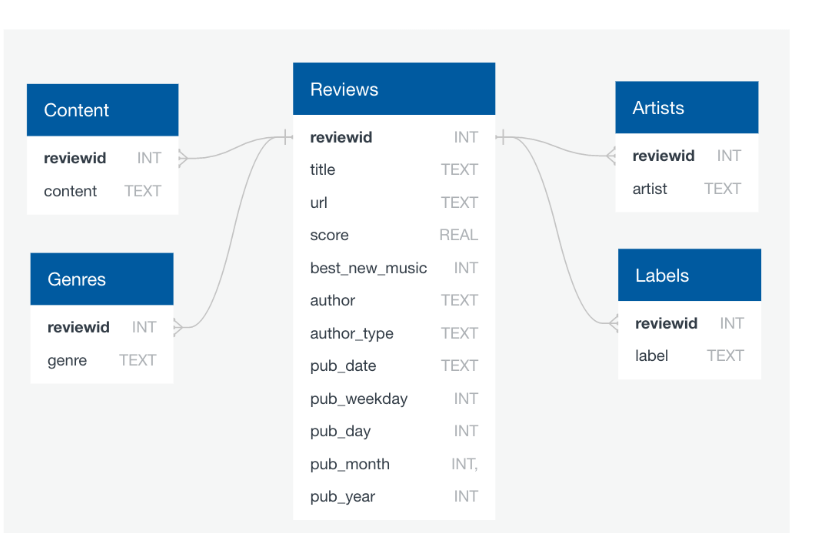 Content
reviewid INT
content TEXT
Genres
reviewid INT
genre TEXT
Reviews
reviewid INT
title TEXT
url TEXT
score REAL
best_new_music INT
author TEXT
author_type TEXT
pub_date TEXT
pub_weekday INT
pub_day INT
pub_month INT,
pub_year INT
Artists
reviewid INT
artist TEXT
Labels
reviewid INT
label TEXT